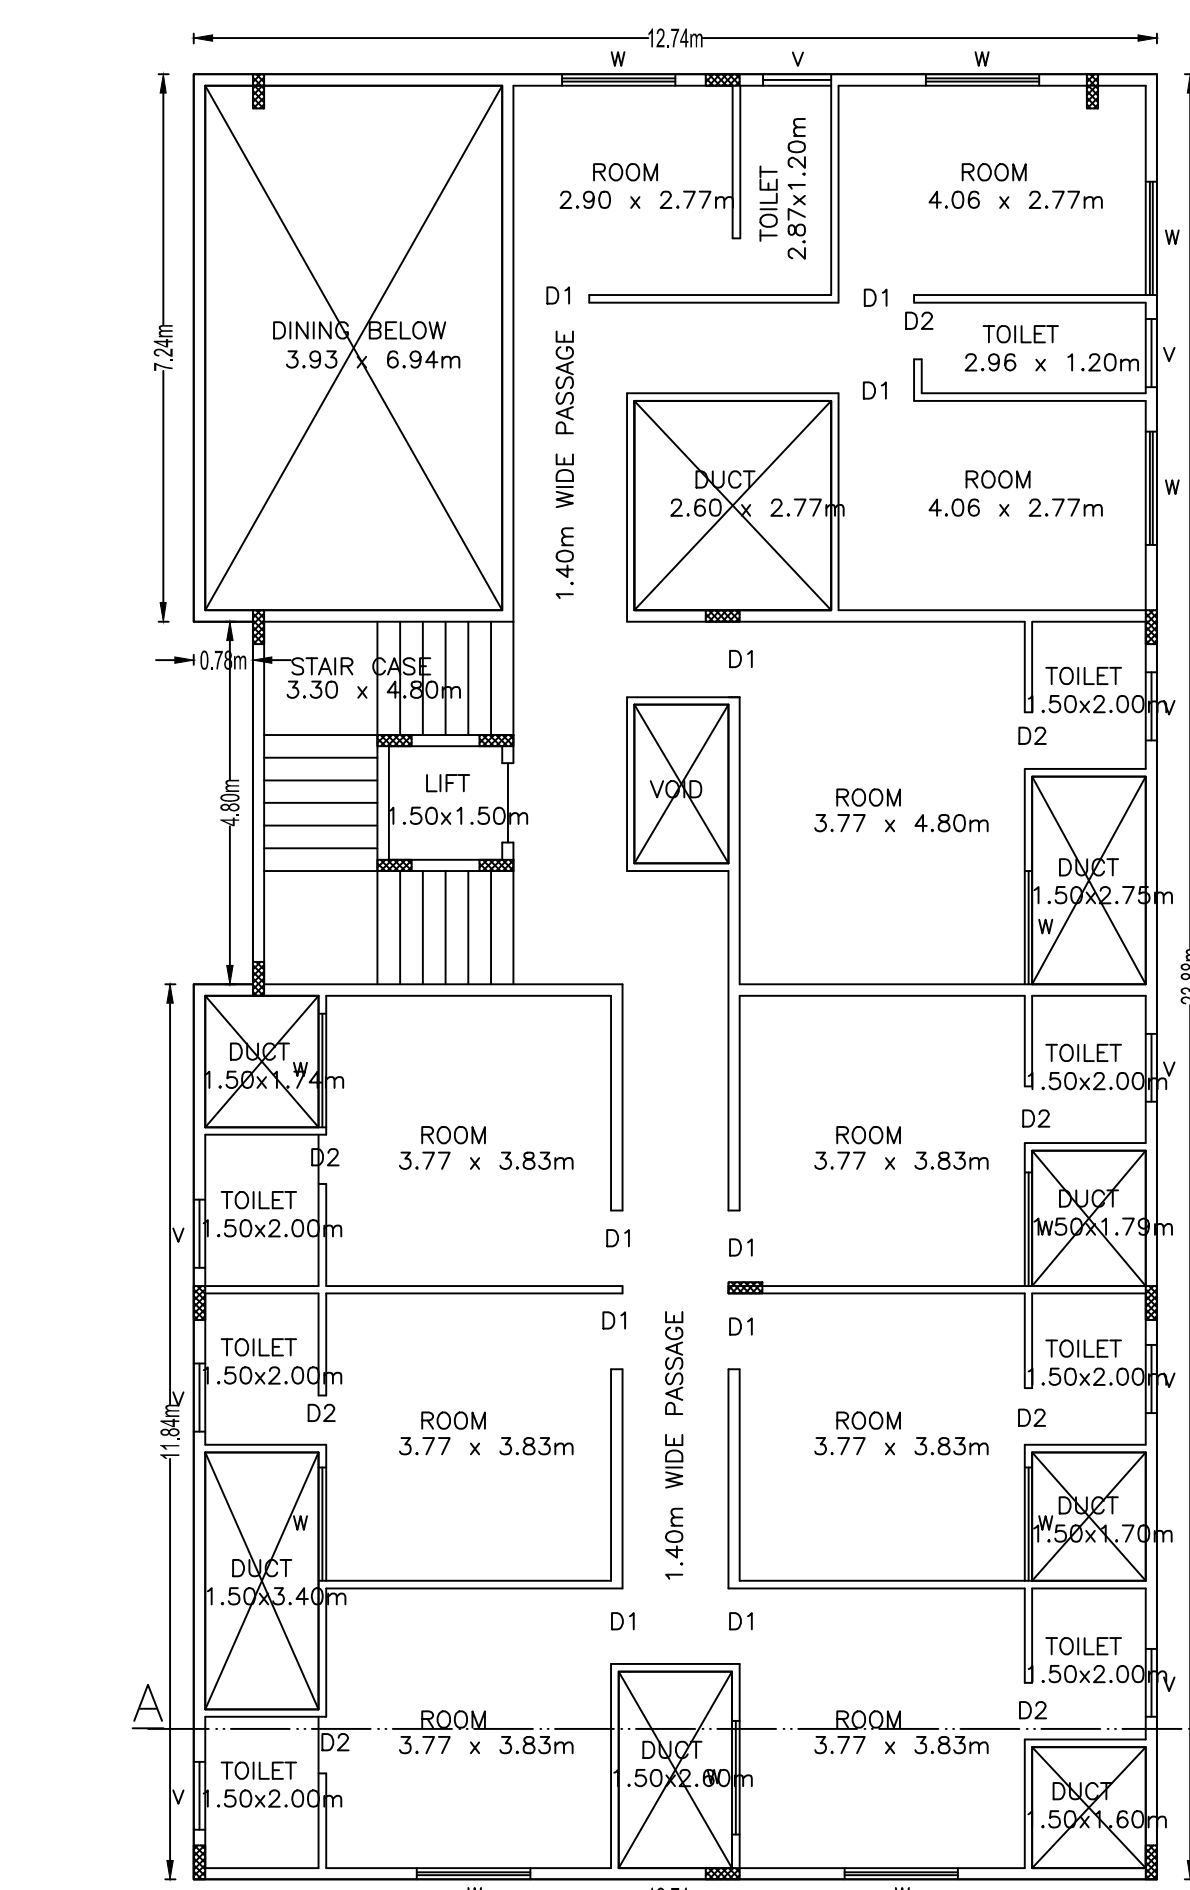 12.74m
W
V
W
ROOM
2.90 x 2.77m
TOILET
2.87x1.20m
ROOM
4.06 x 2.77m
W
D1
D1
D2
TOILET
2.96 x 1.20m
V
7.24m
DINING BELOW
3.93 x 6.94m
1.40m WIDE PASSAGE
D1
DUCT
2.60 x 2.77m
ROOM
4.06 x 2.77m
W
0.78m
STAIR CASE
3.30 x 4.80m
D1
TOILET
1.50x2.00m
V
D2
4.80m
LIFT
1.50x1.50m
VOID
ROOM
3.77 x 4.80m
DUCT
1.50x2.75m
W
DUCT
1.50x1.74m
W
ROOM
3.77 x 3.83m
ROOM
3.77 x 3.83m
TOILET
1.50x2.00m
V
D2
D2
TOILET
1.50x2.00m
V
D1
D1
DUCT
1.50x1.79m
W
D1
D1
TOILET
1.50x2.00m
V
D2
11.84m
ROOM
3.77 x 3.83m
1.40m WIDE PASSAGE
ROOM
3.77 x 3.83m
TOILET
1.50x2.00m
V
D2
W
DUCT
1.50x3.40m
DUCT
1.50x1.70m
W
D1
D1
TOILET
1.50x2.00m
V
D2
A
D2
ROOM
3.77 x 3.83m
ROOM
3.77 x 3.83m
DUCT
1.50x2.60m
W
TOILET
1.50x2.00m
V
DUCT
1.50x1.60m